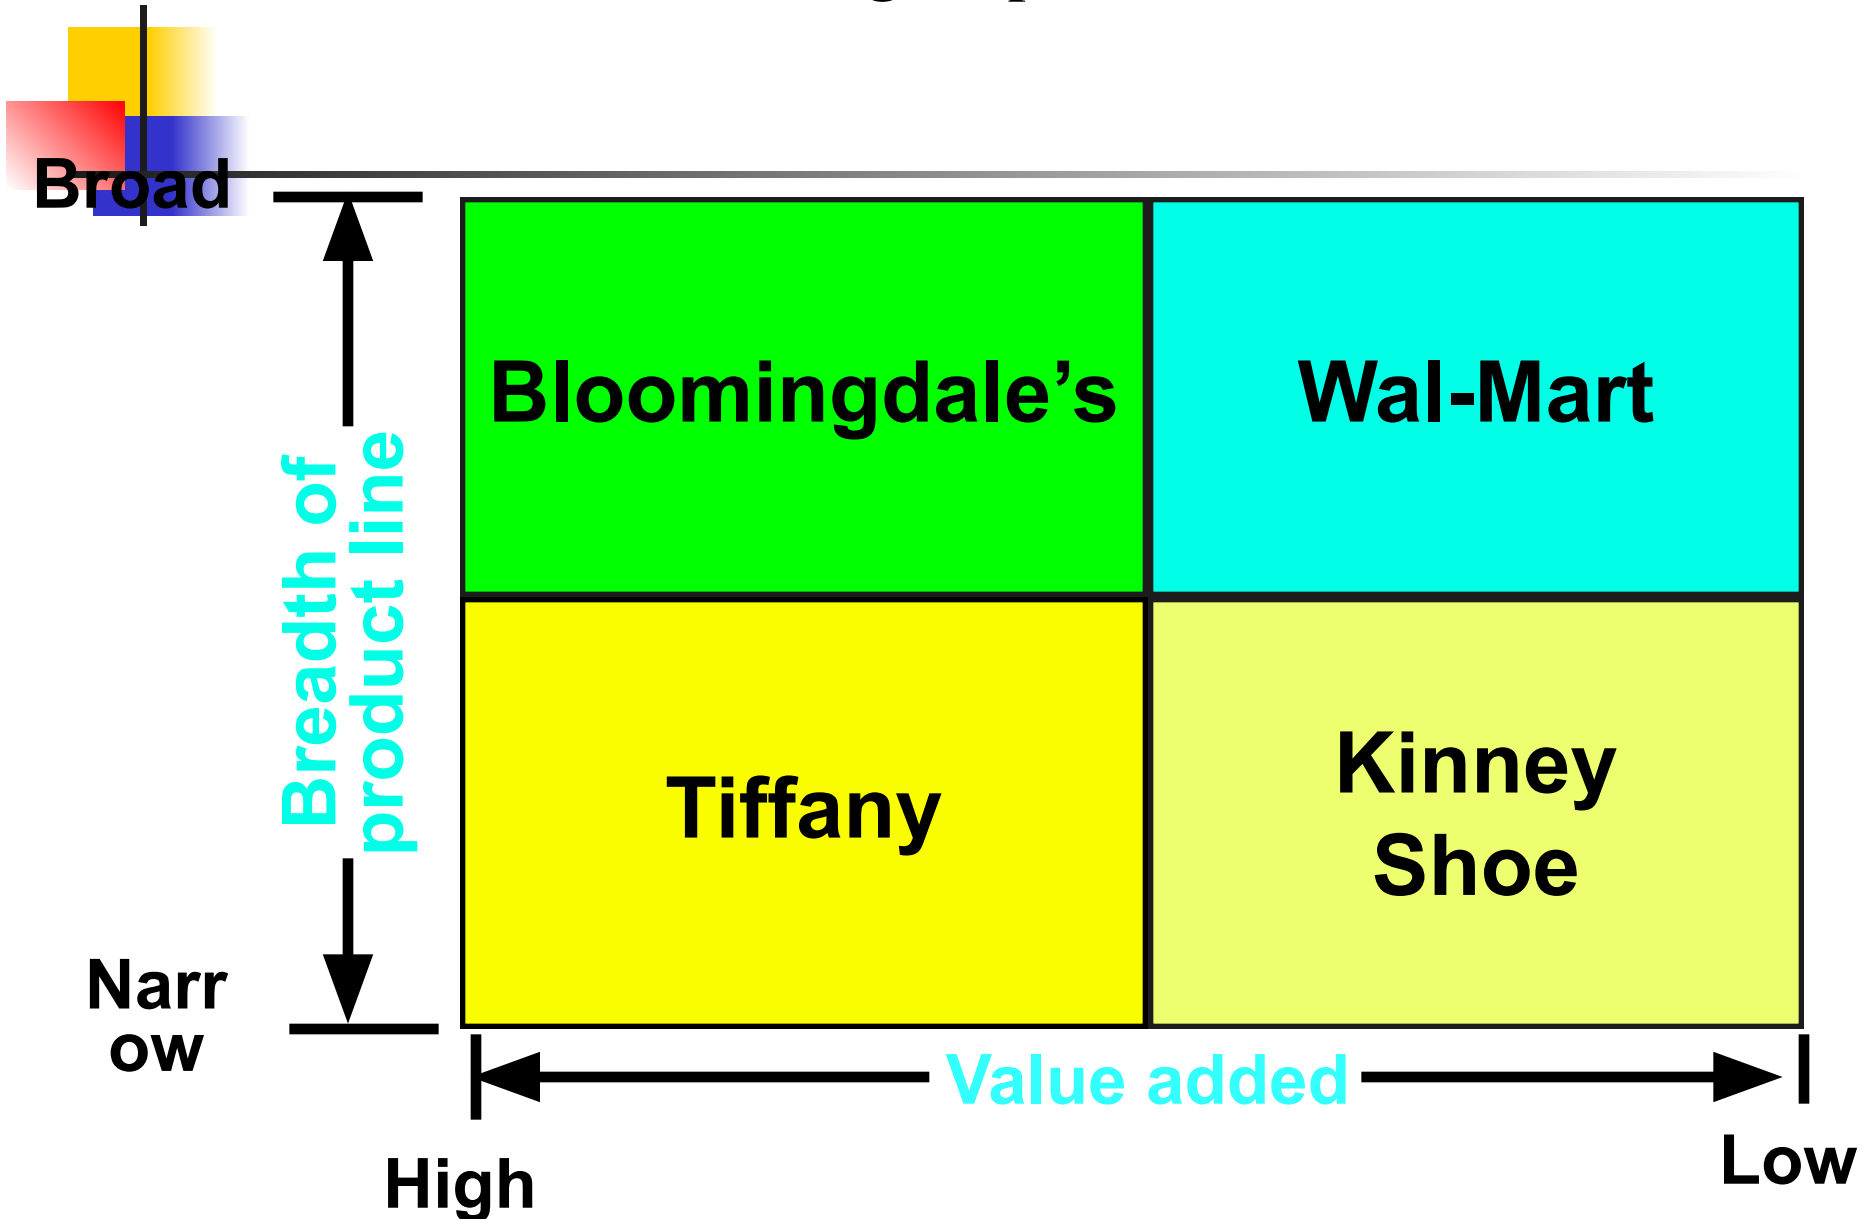 Broad
Bloomingdale’s
Wal-Mart
Breadth of
product line
Tiffany
Kinney
Shoe
Narr
ow
Value added
High
Low